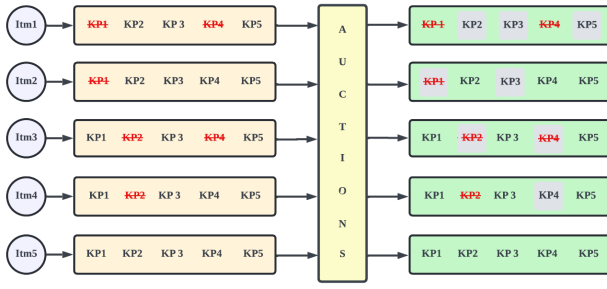 Itm1 KP1 KP2 KP 3 KP4 KP5 KP 1 KP2 KP3 KP4 KP5
Itm2 KP1 KP2 KP3 KP4 KP5 KP1 KP2 KP3 KP4 KP5
Itm3 KP1 KP2 KP 3 KP4 KP5 KP1 KP2 KP 3 KP4 KP5
Itm4 KP1 KP2 KP 3 KP4 KP5 KP1 KP2 KP 3 KP4 KP5
Itm5 KP1 KP2 KP 3 KP4 KP5 KP1 KP2 KP 3 KP4 KP5
A
U
C
T
I
O
N
S